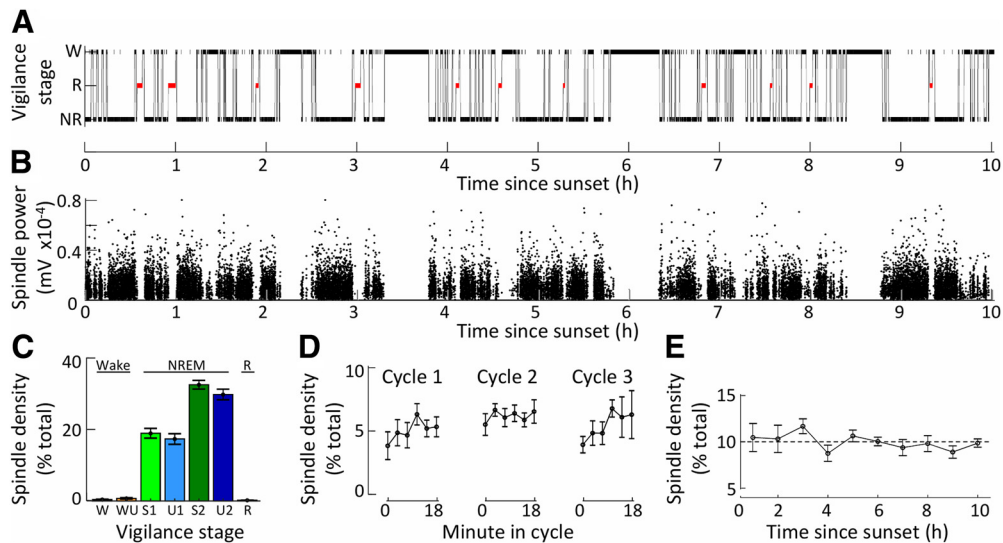 A
Vigilance
stage
W
R
NR
0 1 2 3 4 5 6 7 8 9 10
Time since sunset (h)
B
Spindle power
(mV x10-4)
0.8
0.4
0
0 1 2 3 4 5 6 7 8 9 10
Time since sunset (h)
C
Spindle density
(% total)
40
20
0
Wake NREM R
W WU S1 U1 S2 U2 R
Vigilance stage
D
Spindle density
(% total)
10
5
0
Cycle 1 Cycle 2 Cycle 3
0 18 0 18 0 18
Minute in cycle
E
Spindle density
(% total)
15
10
5
0 2 4 6 8 10
Time since sunset (h)